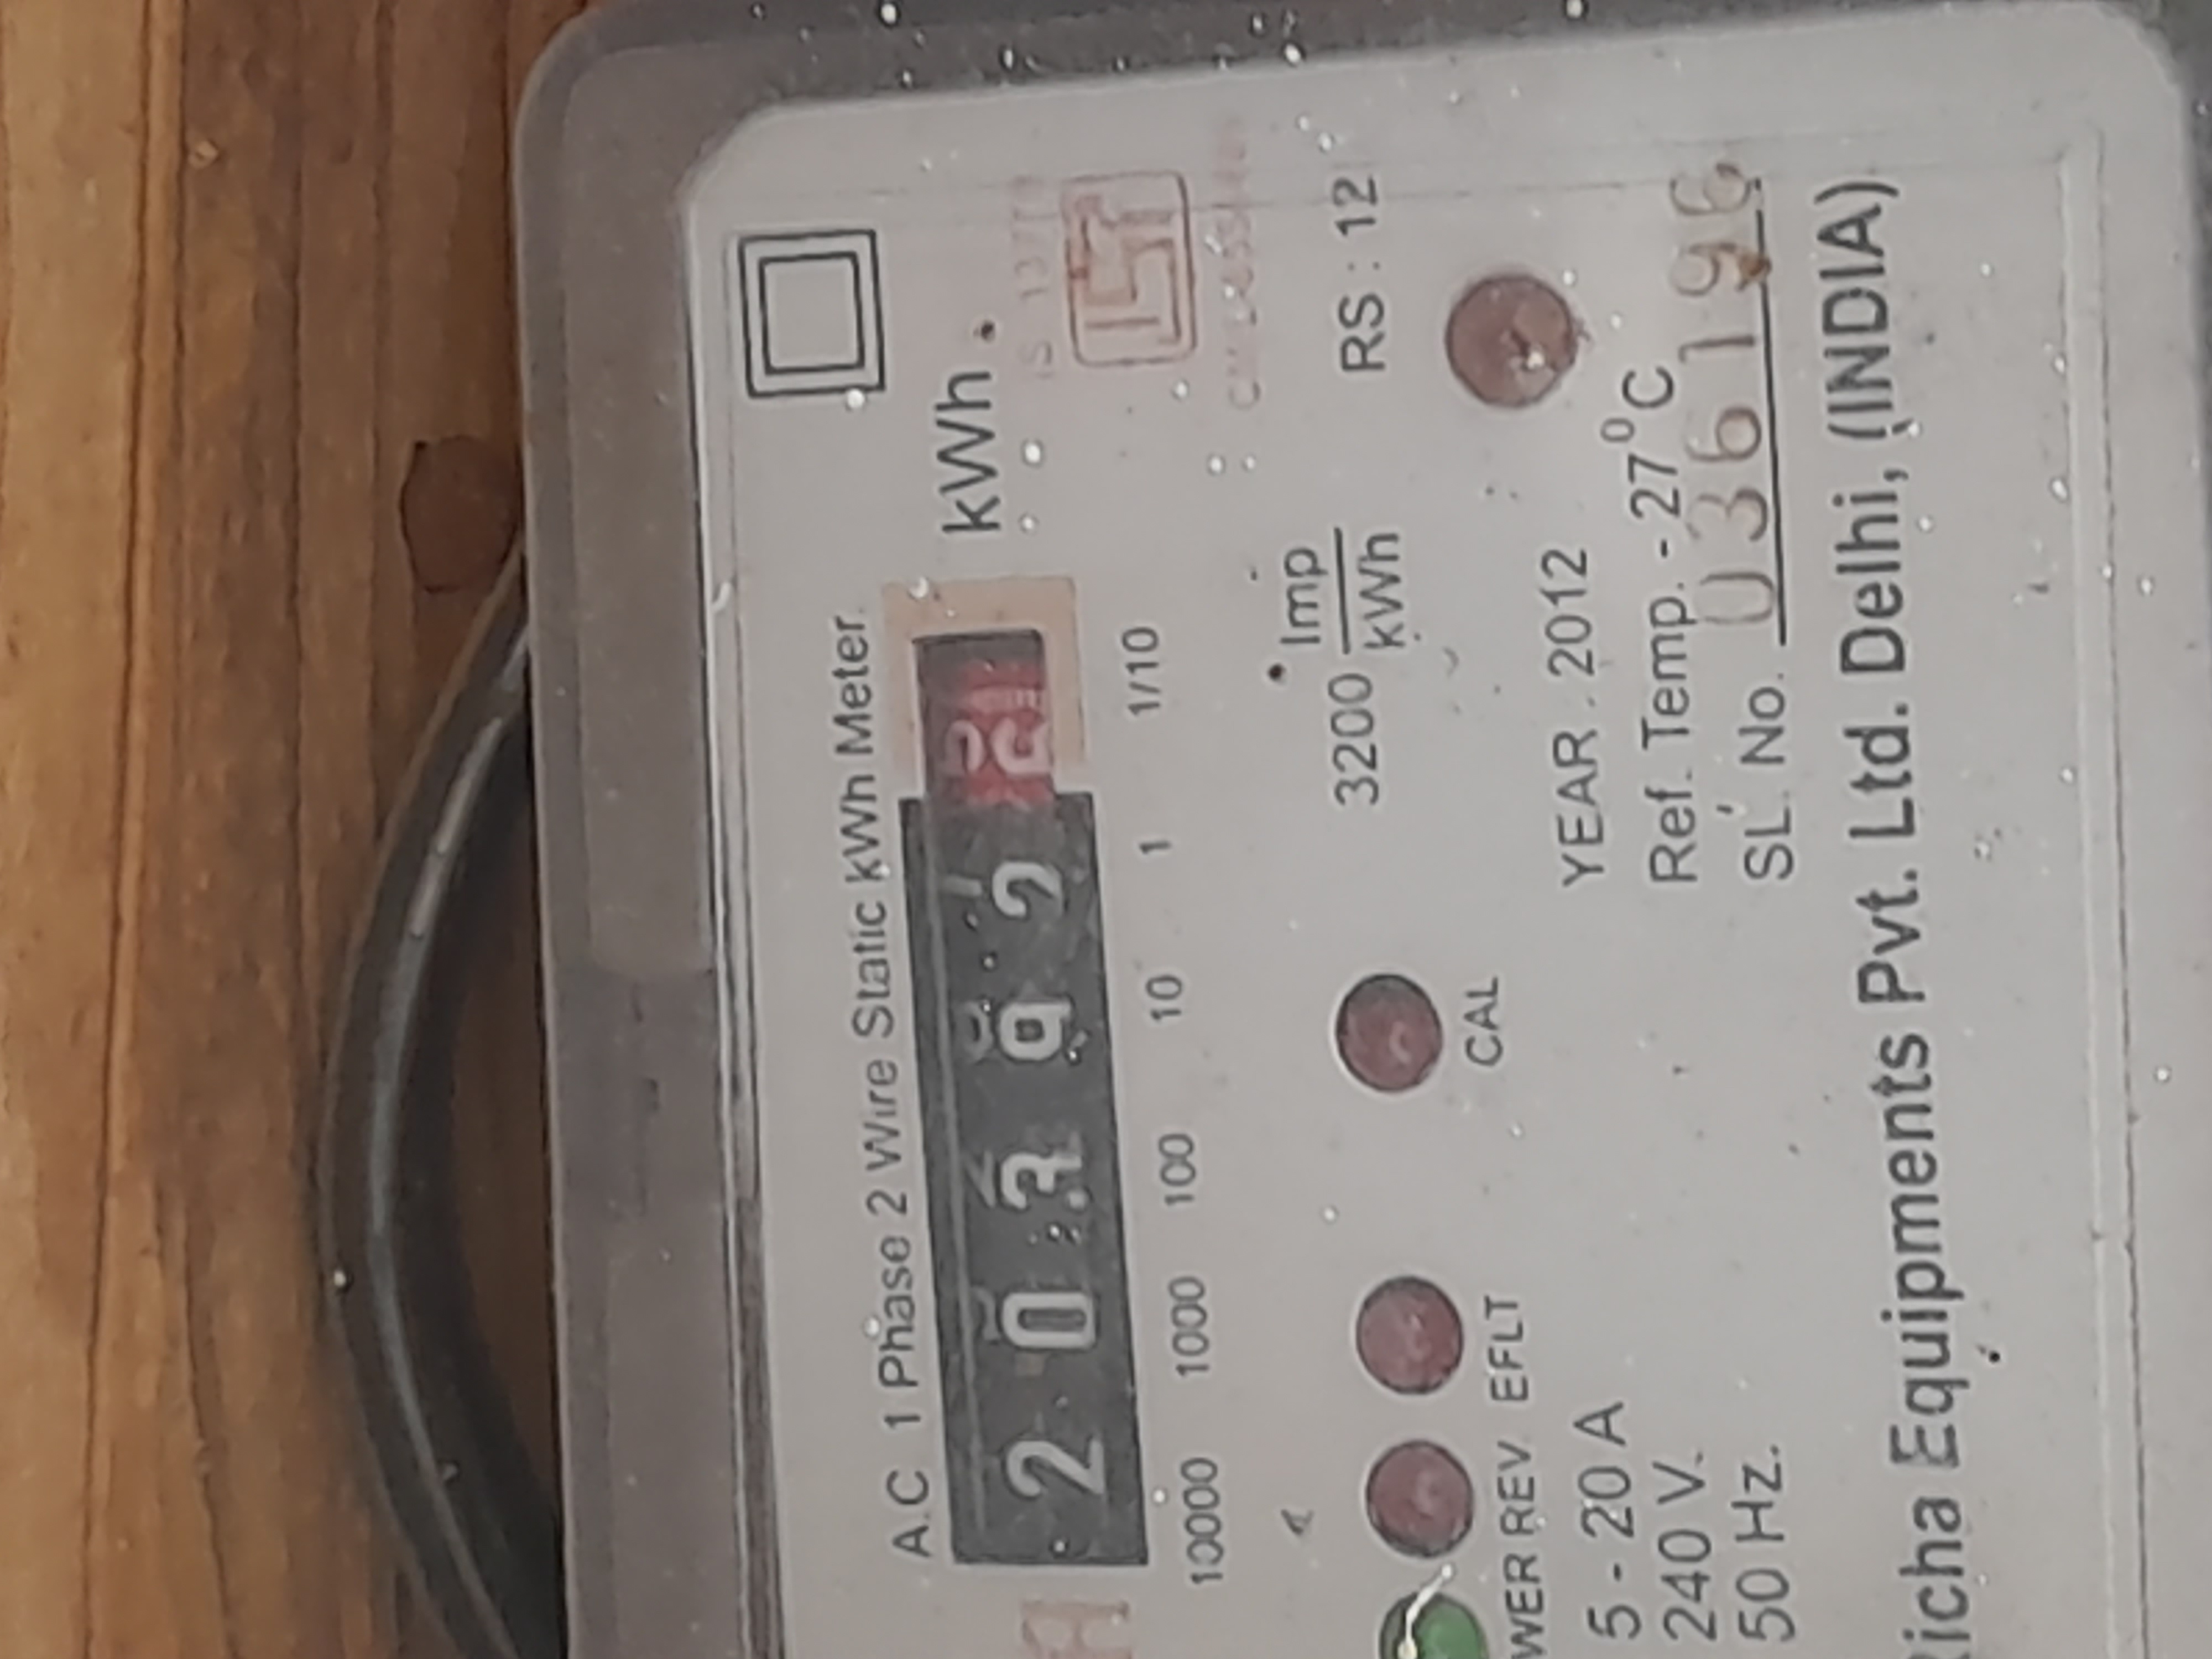 A.C 1 Phase 2 Wire Static kWh Meter
kWh
10000 1000 100 10 1 1/10
3200 Imp
kWh
RS : 12
CAL
REV. EFLT
5 - 20 A
240 V.
50 Hz.
YEAR . 2012
Ref. Temp. - 27°C
SL. No. 036196
Equipments Pvt. Ltd. Delhi, (INDIA)